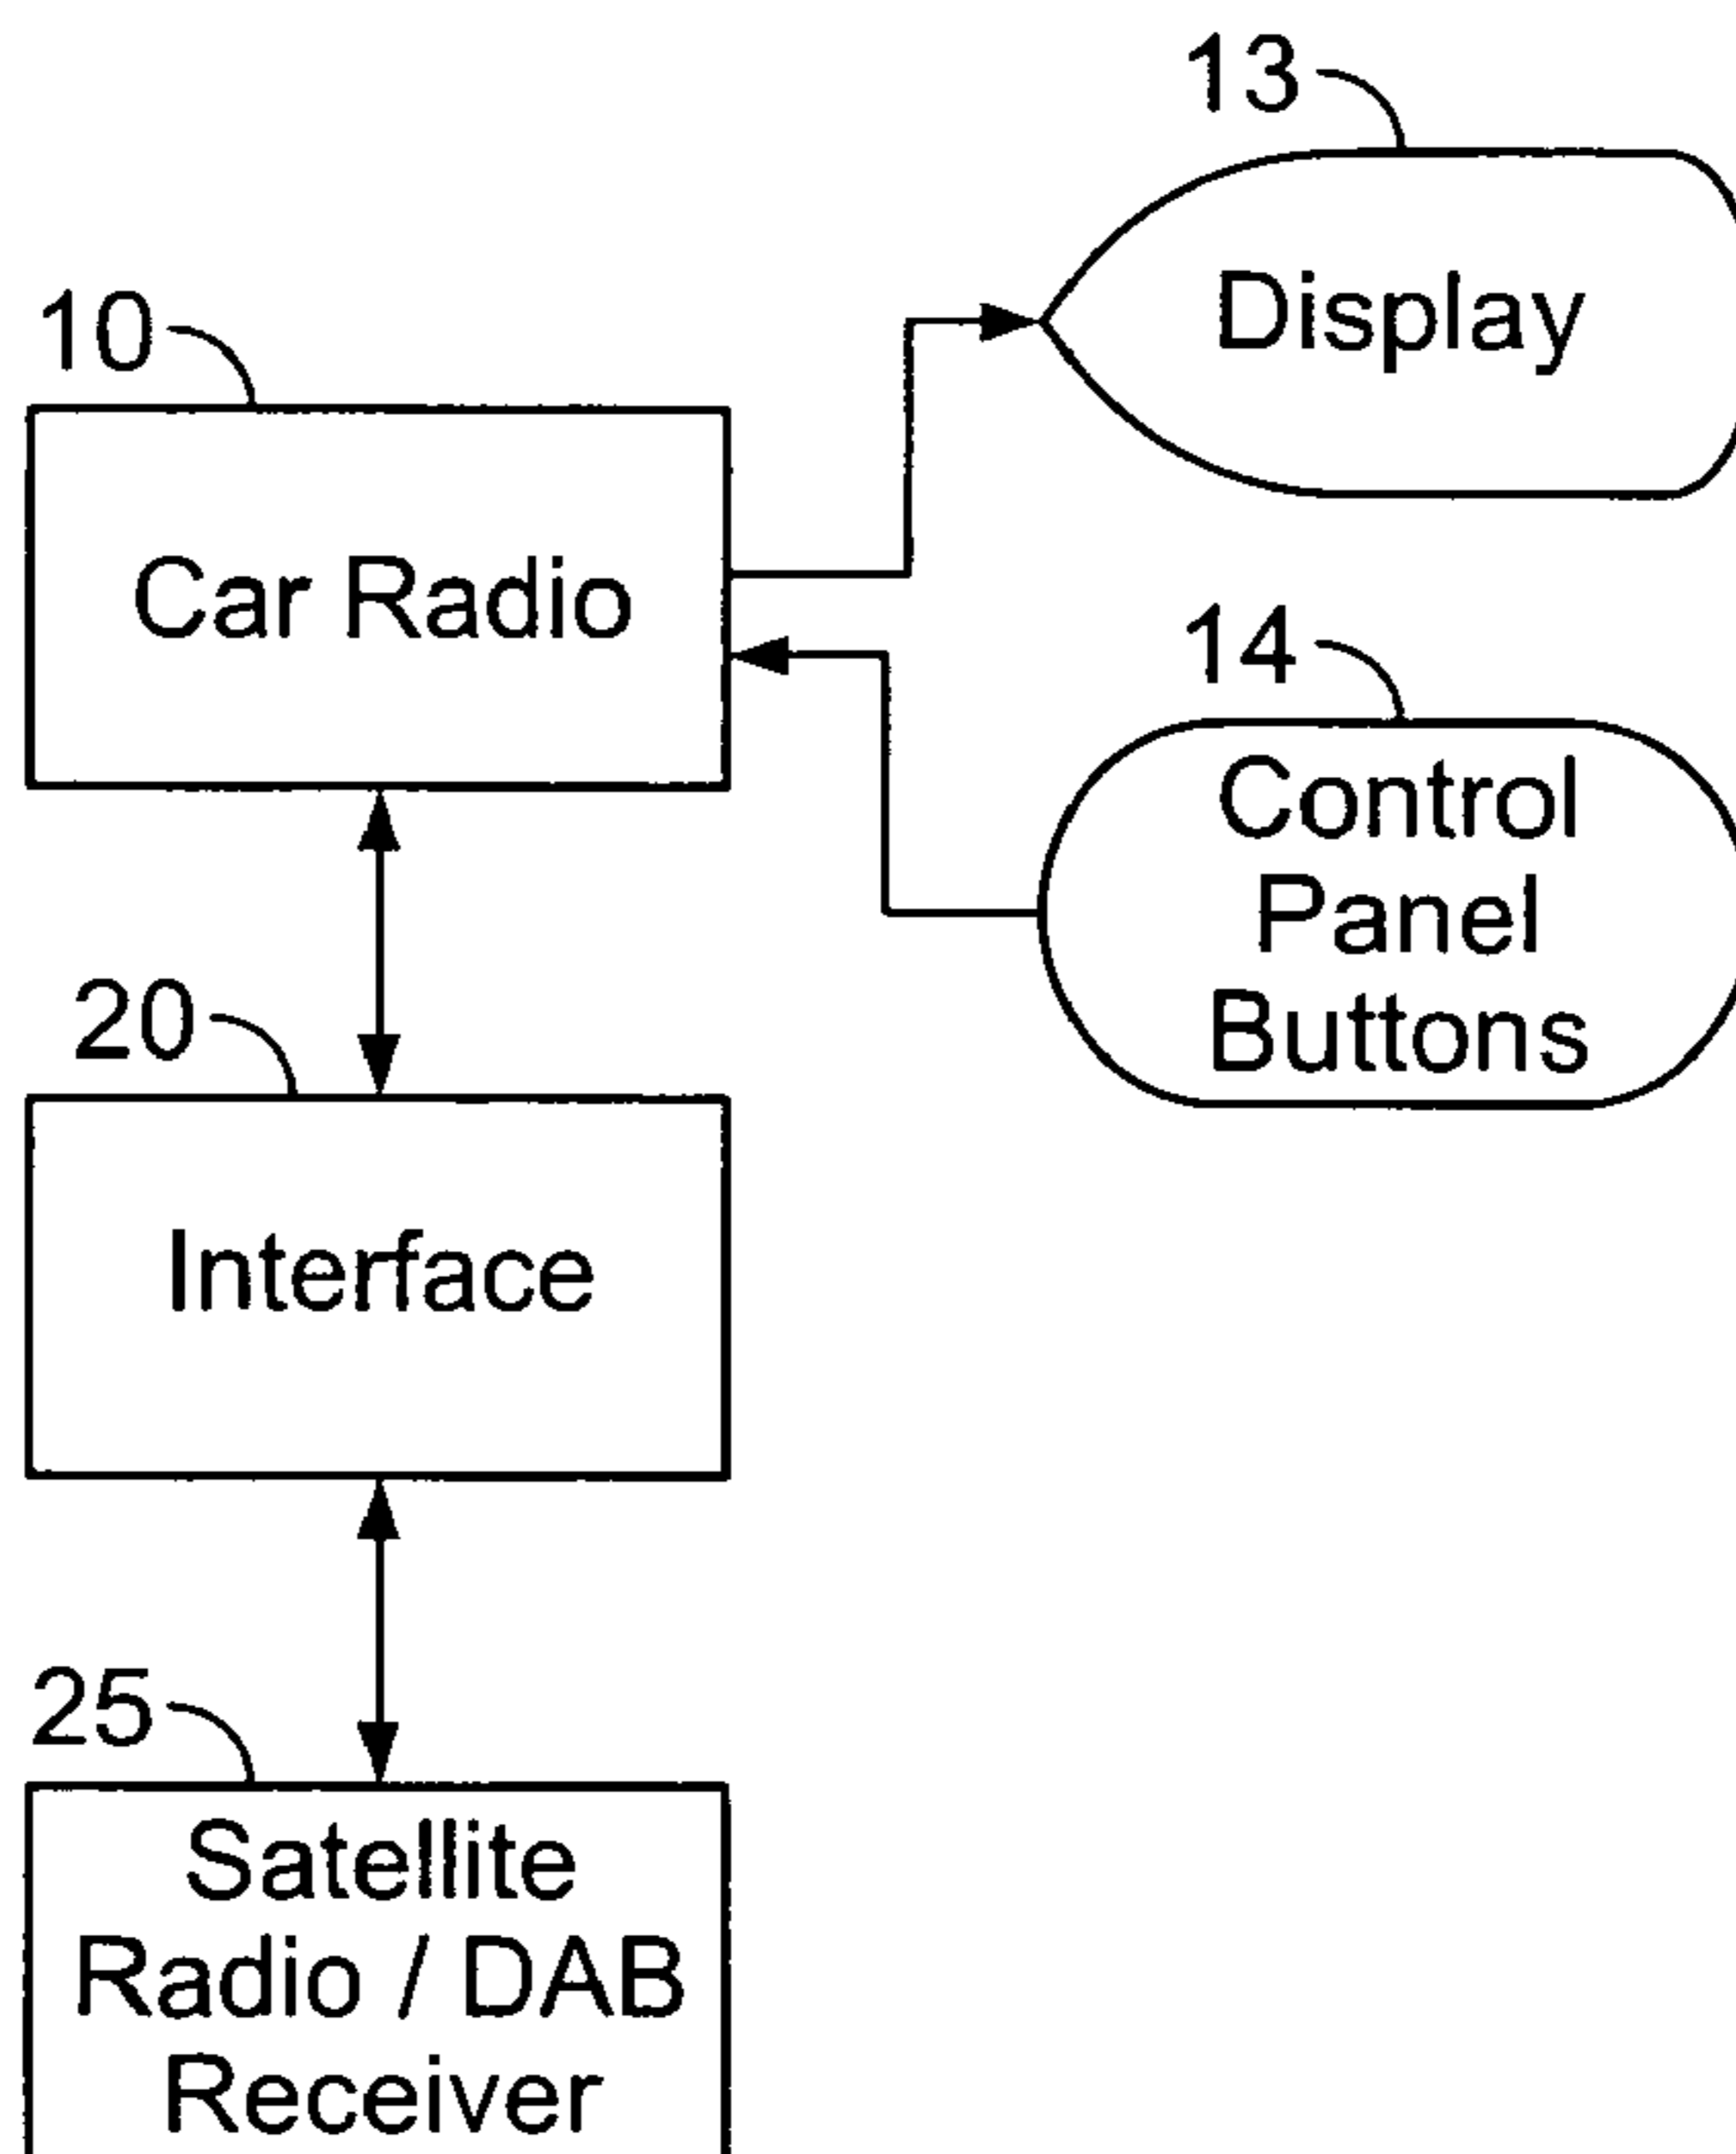 13
Display
10
Car Radio
14
Control
Panel
Buttons
20
Interface
25
Satellite
Radio / DAB
Receiver